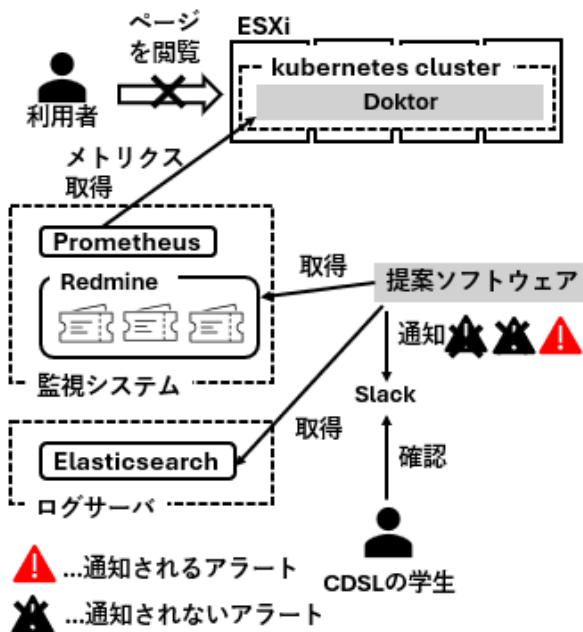 ページ
を閲覧
ESXi
kubernetes cluster
Doktor
利用者
メトリクス
取得
Prometheus
Redmine
監視システム
取得
提案ソフトウェア
通知
Slack
取得
Elasticsearch
ログサーバ
確認
CDSLの学生
...通知されるアラート
...通知されないアラート